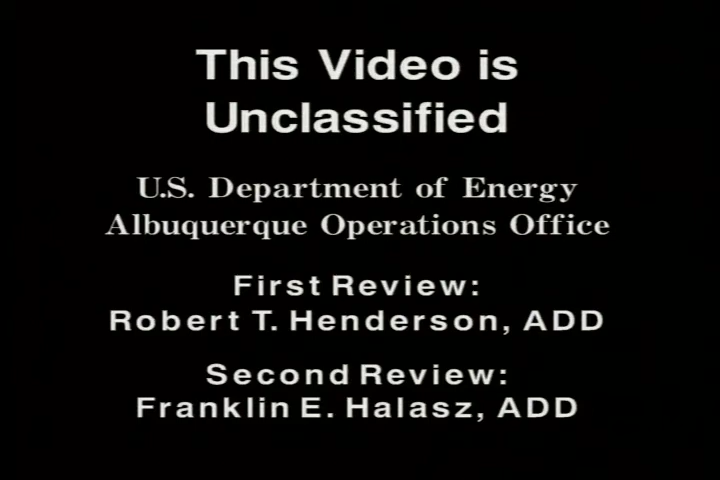 This Video is
Unclassified
U.S. Department of Energy
Albuquerque Operations Office
First Review:
Robert T. Henderson, ADD
Second Review:
Franklin E. Halasz, ADD